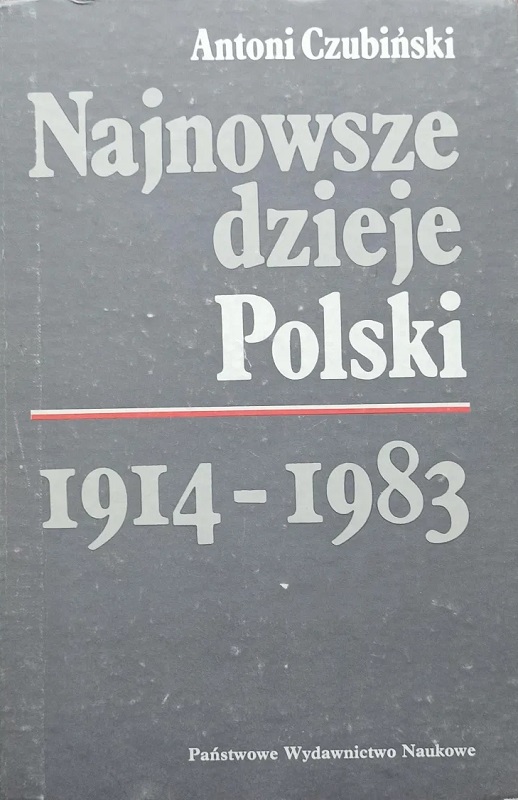 Antoni Czubiński
Najnowsze
dzieje
Polski
1914-1983
Państwowe Wydawnictwo Naukowe